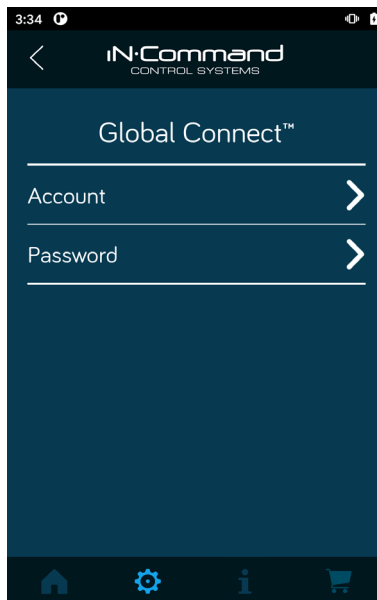 3:34
iN·Command
CONTROL SYSTEMS
Global Connect™
Account
Password